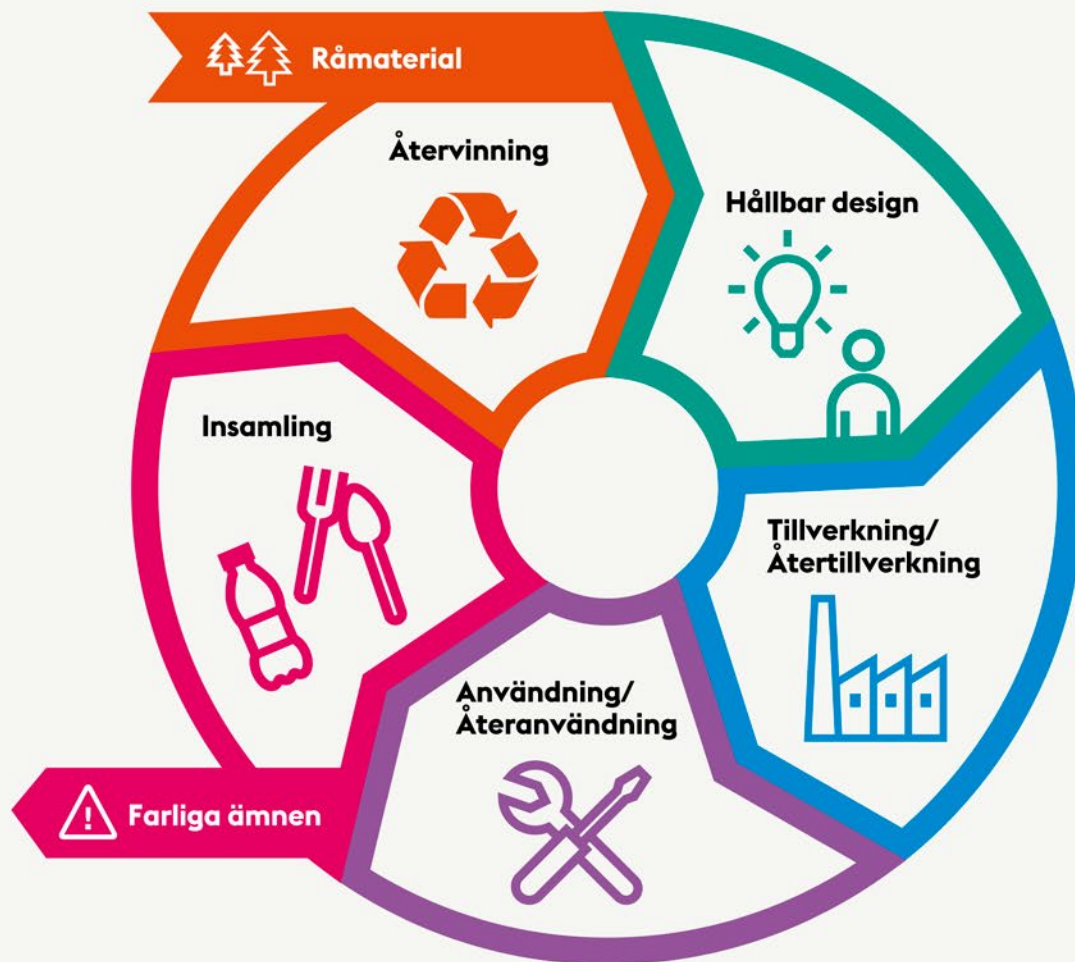 Råmaterial
Återvinning
Hållbar design
Insamling
Tillverkning/
Återtillverkning
Användning/
Återanvändning
Farliga ämnen